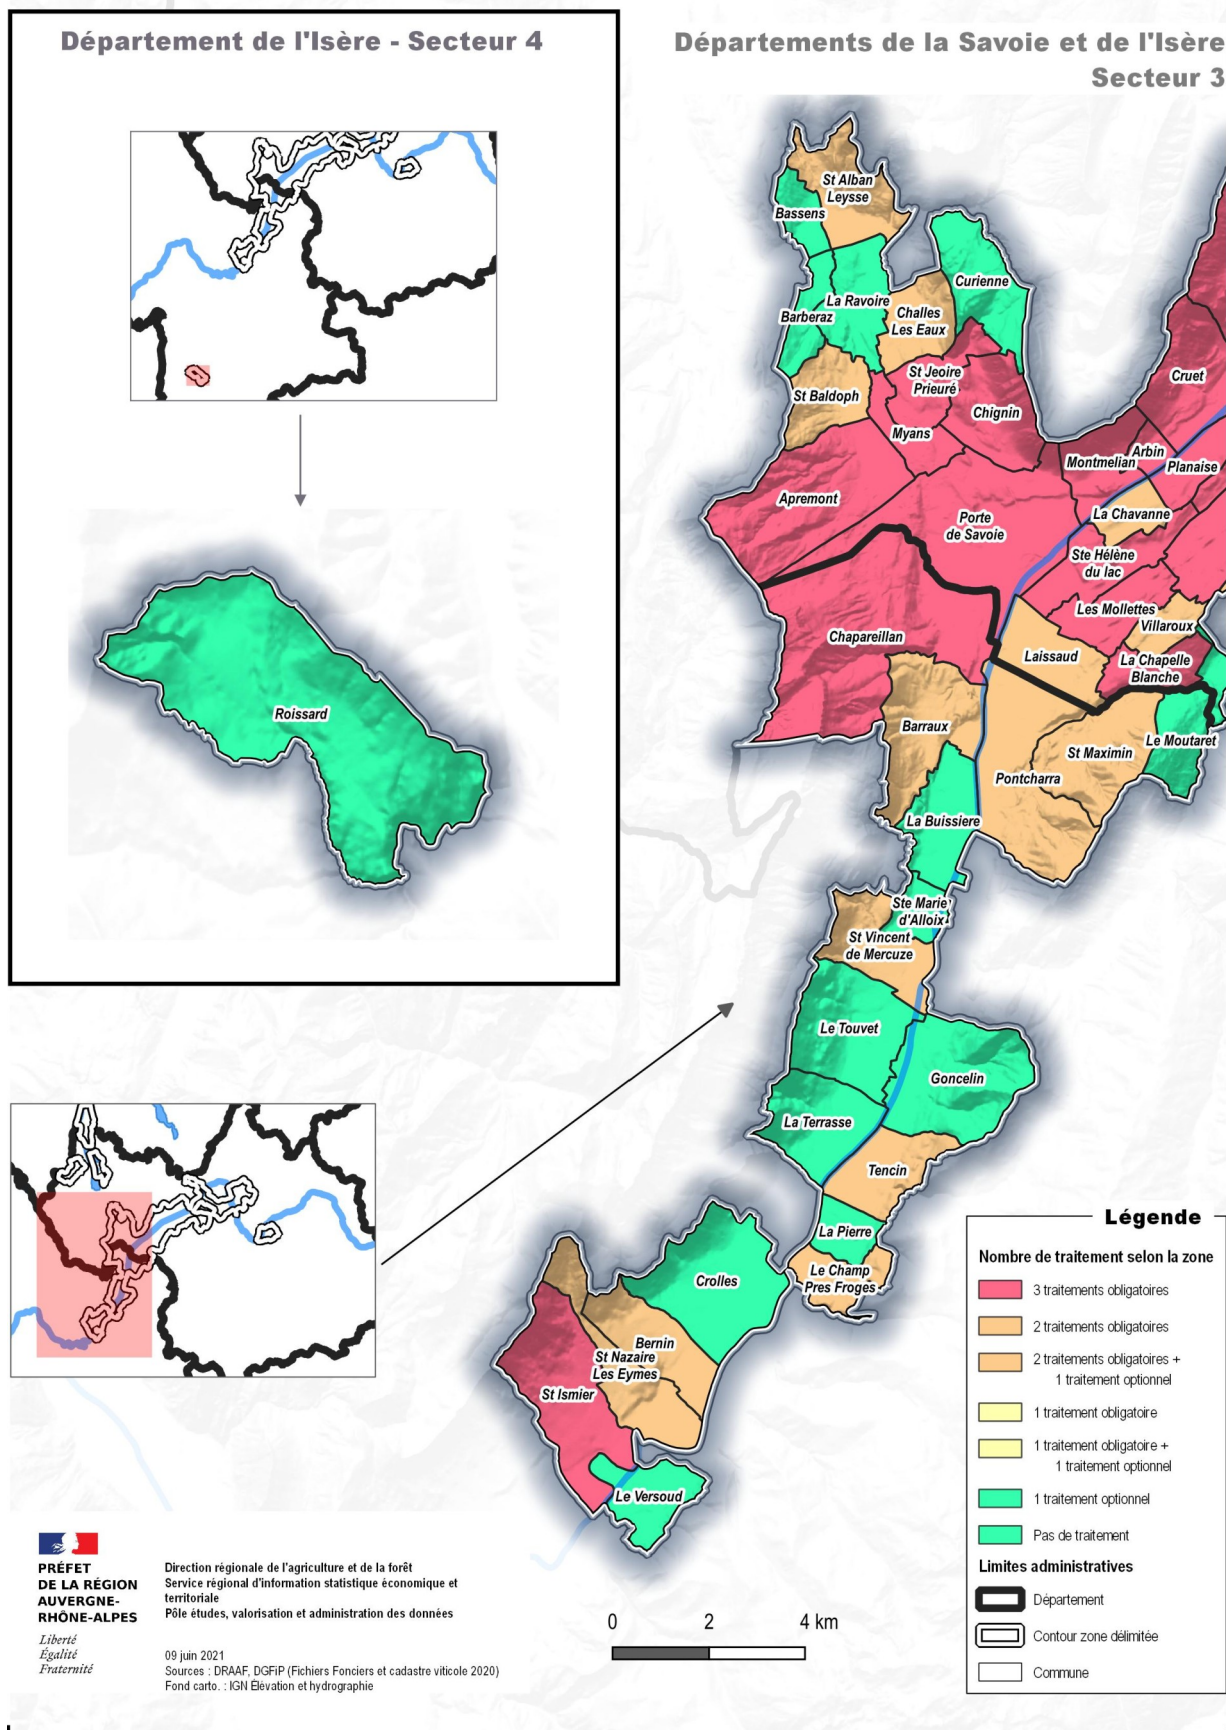 Département de l'Isère - Secteur 4
Départements de la Savoie et de l'Isère
Secteur 3
St Alban
Leysse
Bassens
Curienne
La Ravoire
Barberaz
Challes
Les Eaux
St Jeoire
Prieuré
Cruet
St Baldoph
Chignin
Myans
Arbin
Montmelian
Planaise
Apremont
La Chavanne
Porte
de Savoie
Ste Hélène
du lac
Les Mollettes
Villaroux
Chapareillan
Laissaud
La Chapelle
Blanche
Roissard
Barraux
Le Moutaret
St Maximin
Pontcharra
La Buissiere
Ste Marie
d'Alloix
St Vincent
de Mercuze
Le Touvet
Goncelin
La Terrasse
Tencin
La Pierre
Le Champ
Pres Froges
Crolles
Bernin
St Nazaire
Les Eymes
St Ismier
Le Versoud
Légende
Nombre de traitement selon la zone
3 traitements obligatoires
2 traitements obligatoires
2 traitements obligatoires +
1 traitement optionnel
1 traitement obligatoire
1 traitement obligatoire +
1 traitement optionnel
1 traitement optionnel
Pas de traitement
Limites administratives
Département
Contour zone délimitée
Commune
PRÉFET
DE LA RÉGION
AUVERGNE-
RHÔNE-ALPES
Liberté
Égalité
Fraternité
Direction régionale de l'agriculture et de la forêt
Service régional d'information statistique économique et
territoriale
Pôle études, valorisation et administration des données
09 juin 2021
Sources : DRAAF, DGFiP (Fichiers Fonciers et cadastre viticole 2020)
Fond carto. : IGN Élévation et hydrographie
0 2 4 km